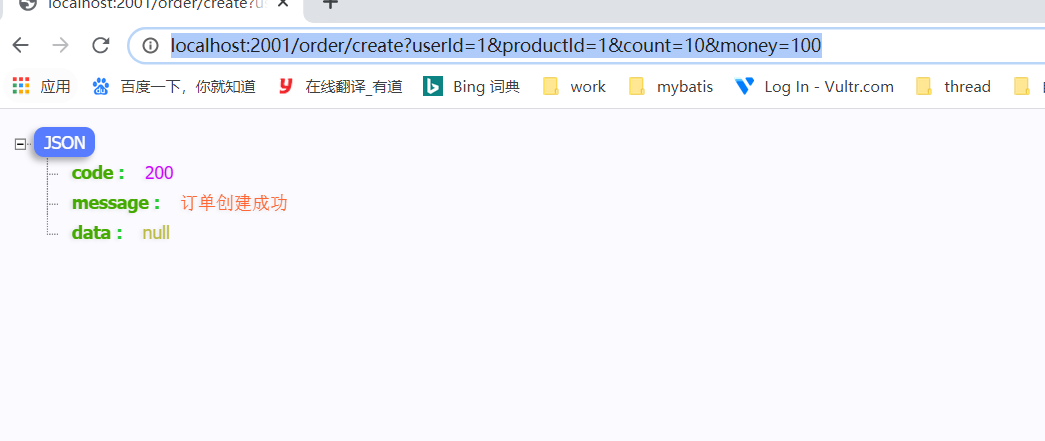 localhost:2001/order/create?u
localhost:2001/order/create?userId=1&productId=1&count=10&money=100
应用 百度一下，你就知道 在线翻译_有道 Bing 词典 work mybatis Log In - Vultr.com thread
JSON
code : 200
message : 订单创建成功
data : null